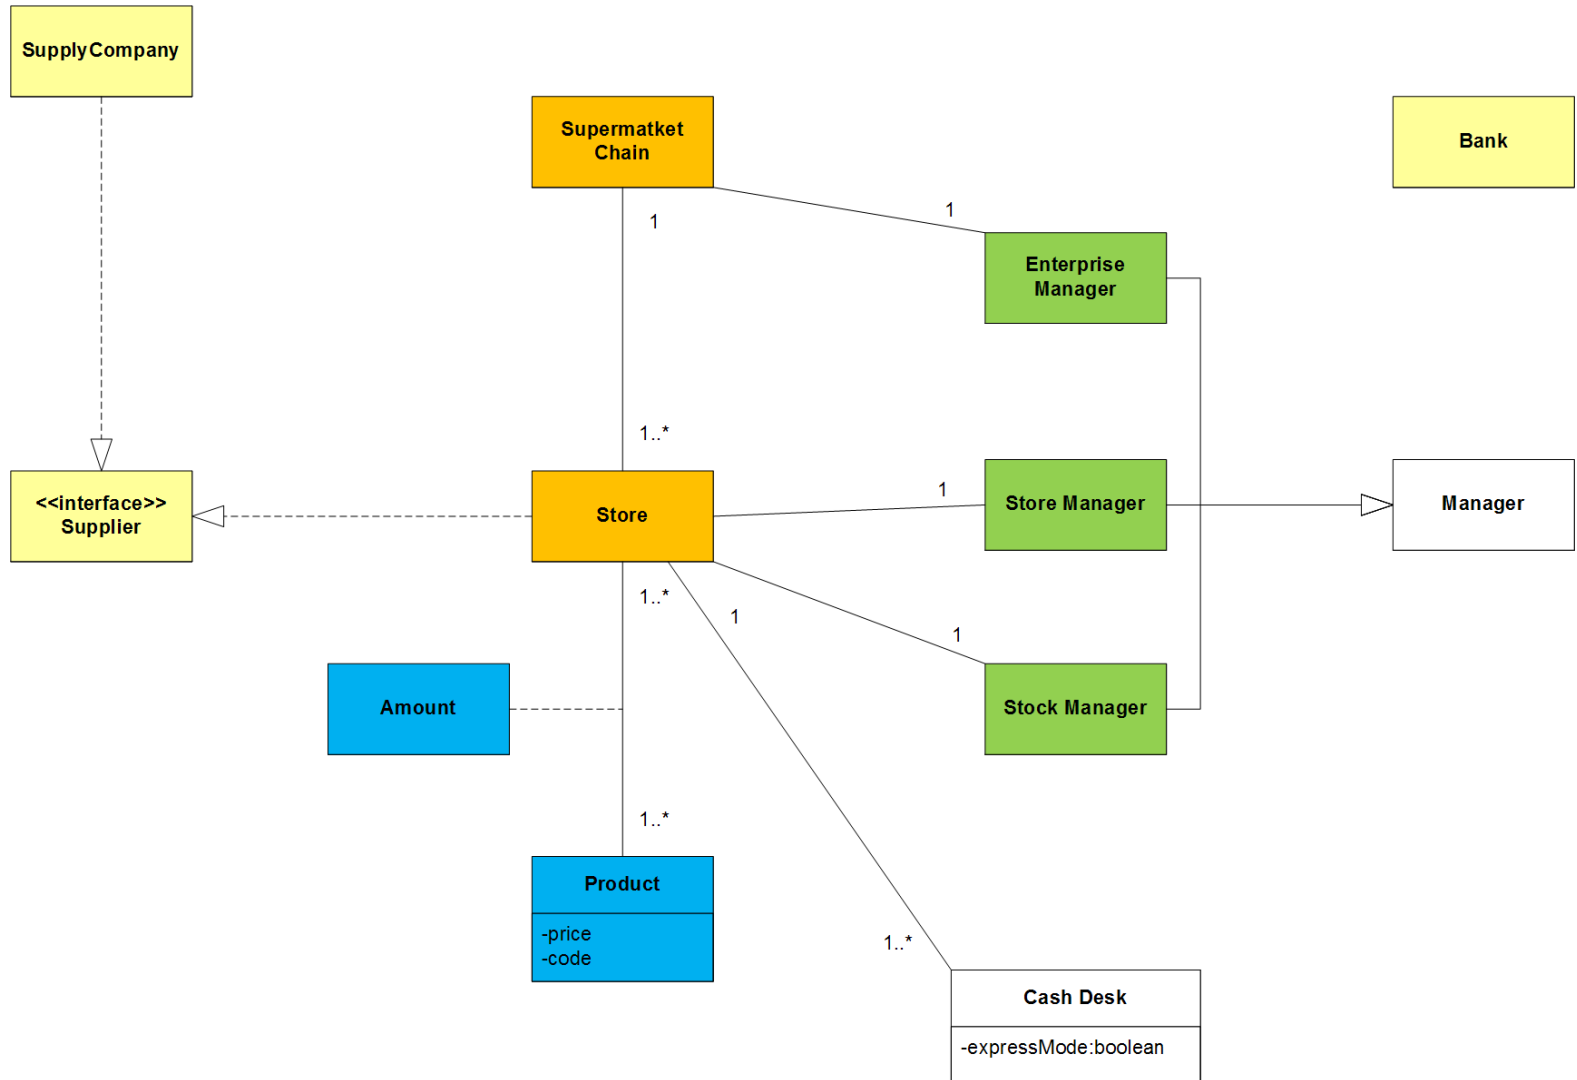 SupplyCompany
Supermatket
Chain
Bank
1
1
Enterprise
Manager
1..*
<<interface>>
Supplier
Store
1
Store Manager
Manager
1..*
1
1
Amount
Stock Manager
1..*
Product
-price
-code
1..*
Cash Desk
-expressMode:boolean